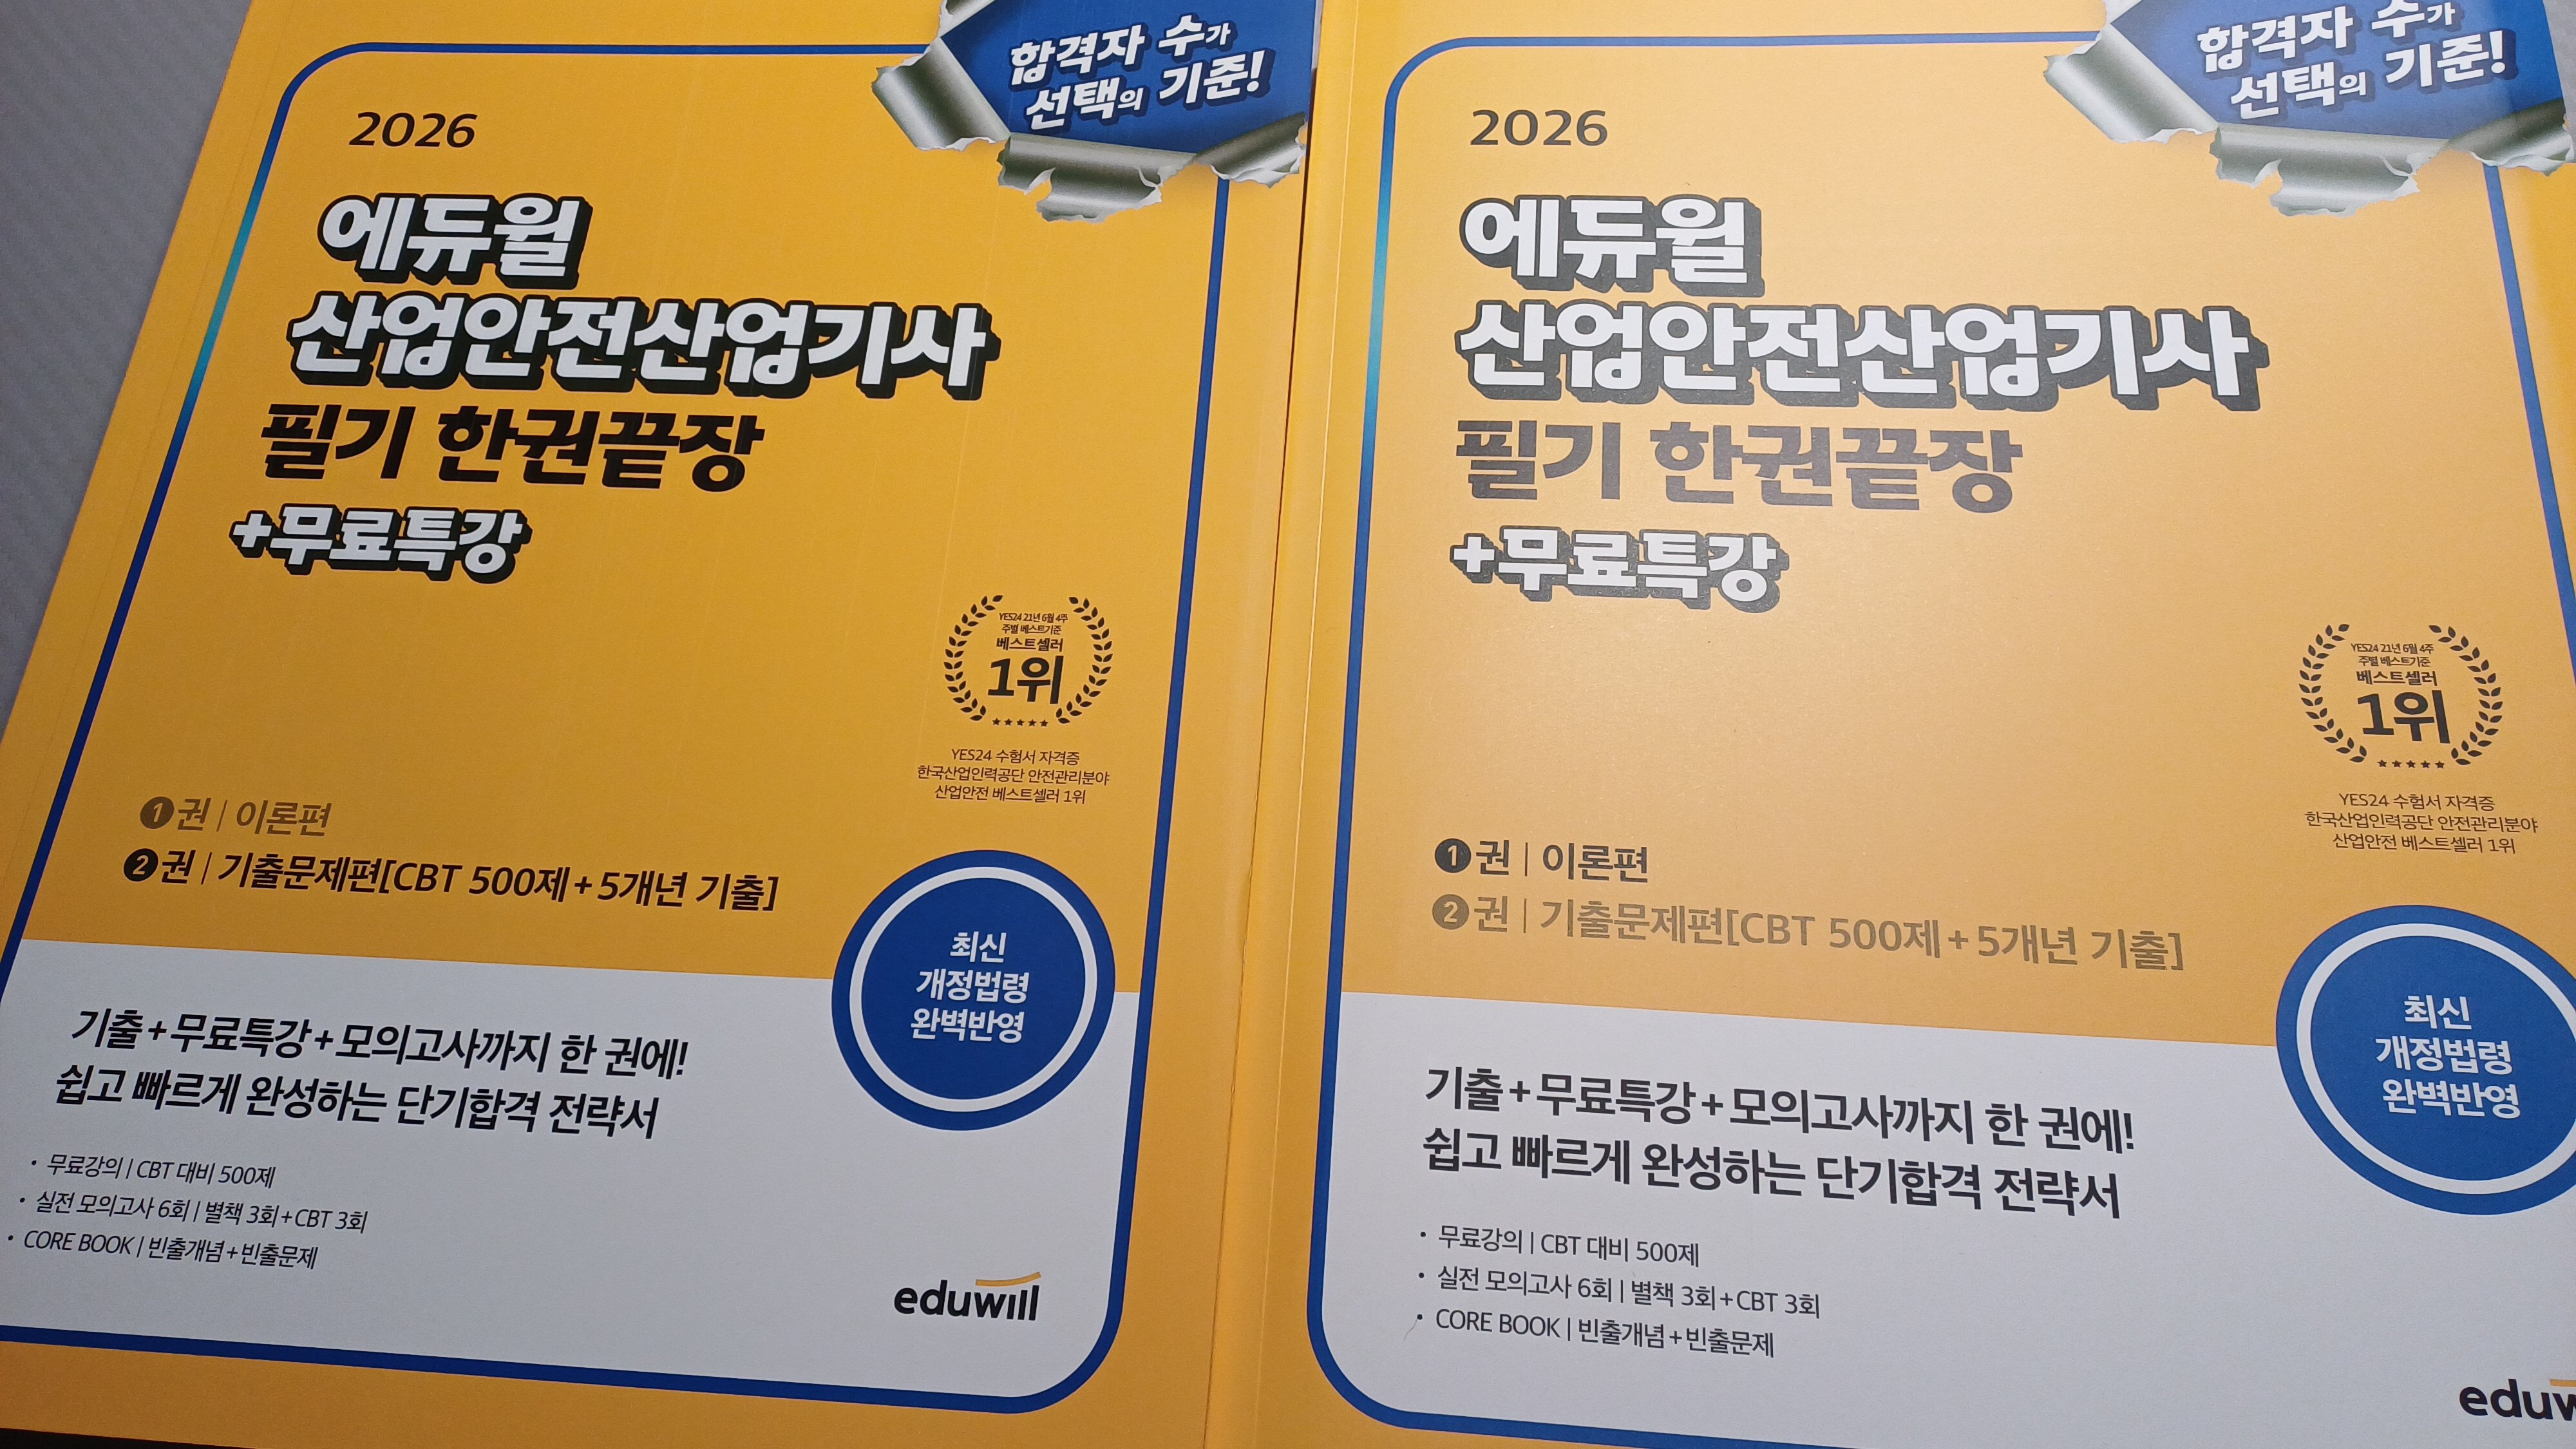 합격자 수가
선택의 기준!
2026
에듀윌
산업안전산업기사
필기 한권끝장
+무료특강
YES24 21년 6월 4주
주별 베스트기준
베스트셀러
1위
YES24 수험서 자격증
한국산업인력공단 안전관리분야
산업안전 베스트셀러 1위
1권 | 이론편
2권 | 기출문제편[CBT 500제+5개년 기출]
최신
개정법령
완벽반영
기출+무료특강+모의고사까지 한 권에!
쉽고 빠르게 완성하는 단기합격 전략서
• 무료강의 | CBT 대비 500제
• 실전 모의고사 6회 | 별책 3회+CBT 3회
• CORE BOOK | 빈출개념+빈출문제
eduwill
합격자 수가
선택의 기준!
2026
에듀윌
산업안전산업기사
필기 한권끝장
+무료특강
YES24 21년 6월 4주
주별 베스트기준
베스트셀러
1위
YES24 수험서 자격증
한국산업인력공단 안전관리분야
산업안전 베스트셀러 1위
1권 | 이론편
2권 | 기출문제편[CBT 500제+5개년 기출]
최신
개정법령
완벽반영
기출+무료특강+모의고사까지 한 권에!
쉽고 빠르게 완성하는 단기합격 전략서
• 무료강의 | CBT 대비 500제
• 실전 모의고사 6회 | 별책 3회+CBT 3회
• CORE BOOK | 빈출개념+빈출문제
eduw